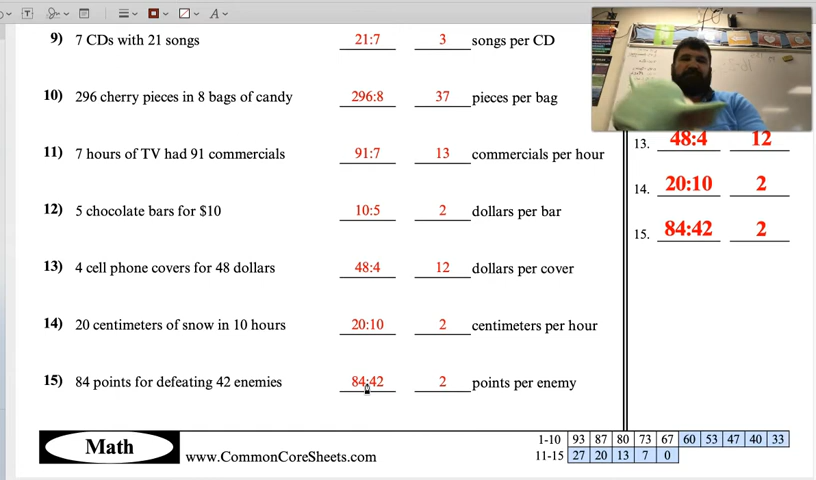 9) 7 CDs with 21 songs 21:7 3 songs per CD
10) 296 cherry pieces in 8 bags of candy 296:8 37 pieces per bag
11) 7 hours of TV had 91 commercials 91:7 13 commercials per hour
12) 5 chocolate bars for $10 10:5 2 dollars per bar
13) 4 cell phone covers for 48 dollars 48:4 12 dollars per cover
14) 20 centimeters of snow in 10 hours 20:10 2 centimeters per hour
15) 84 points for defeating 42 enemies 84:42 2 points per enemy
13. 48:4 12
14. 20:10 2
15. 84:42 2
Math www.CommonCoreSheets.com
1-10 93 87 80 73 67 60 53 47 40 33
11-15 27 20 13 7 0